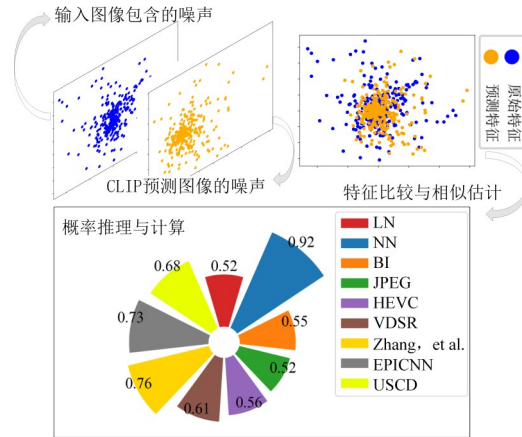 输入图像包含的噪声
原始特征
预测特征
CLIP预测图像的噪声
特征比较与相似估计
概率推理与计算
LN
NN
BI
JPEG
HEVC
VDSR
Zhang，et al.
EPICNN
USCD
0.92
0.52
0.68
0.73
0.55
0.52
0.76
0.61
0.56